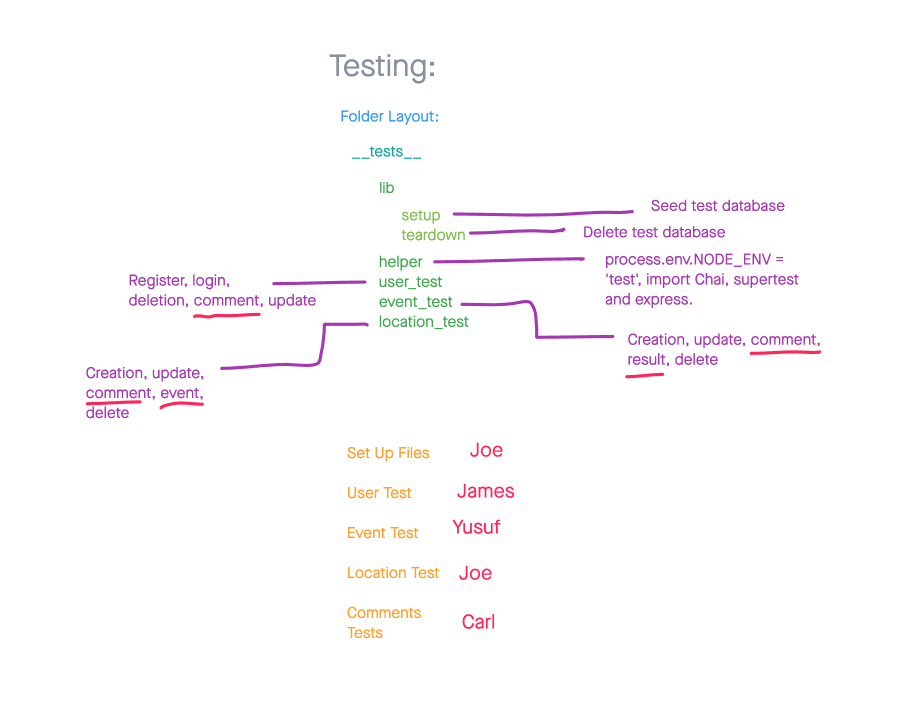 Testing:
Folder Layout:
__tests__
lib
setup
Seed test database
teardown
Delete test database
helper
process.env.NODE_ENV =
'test', import Chai, supertest
and express.
Register, login,
deletion, comment, update
user_test
event_test
location_test
Creation, update, comment,
result, delete
Creation, update,
comment, event,
delete
Set Up Files
Joe
User Test
James
Event Test
Yusuf
Location Test
Joe
Comments
Tests
Carl